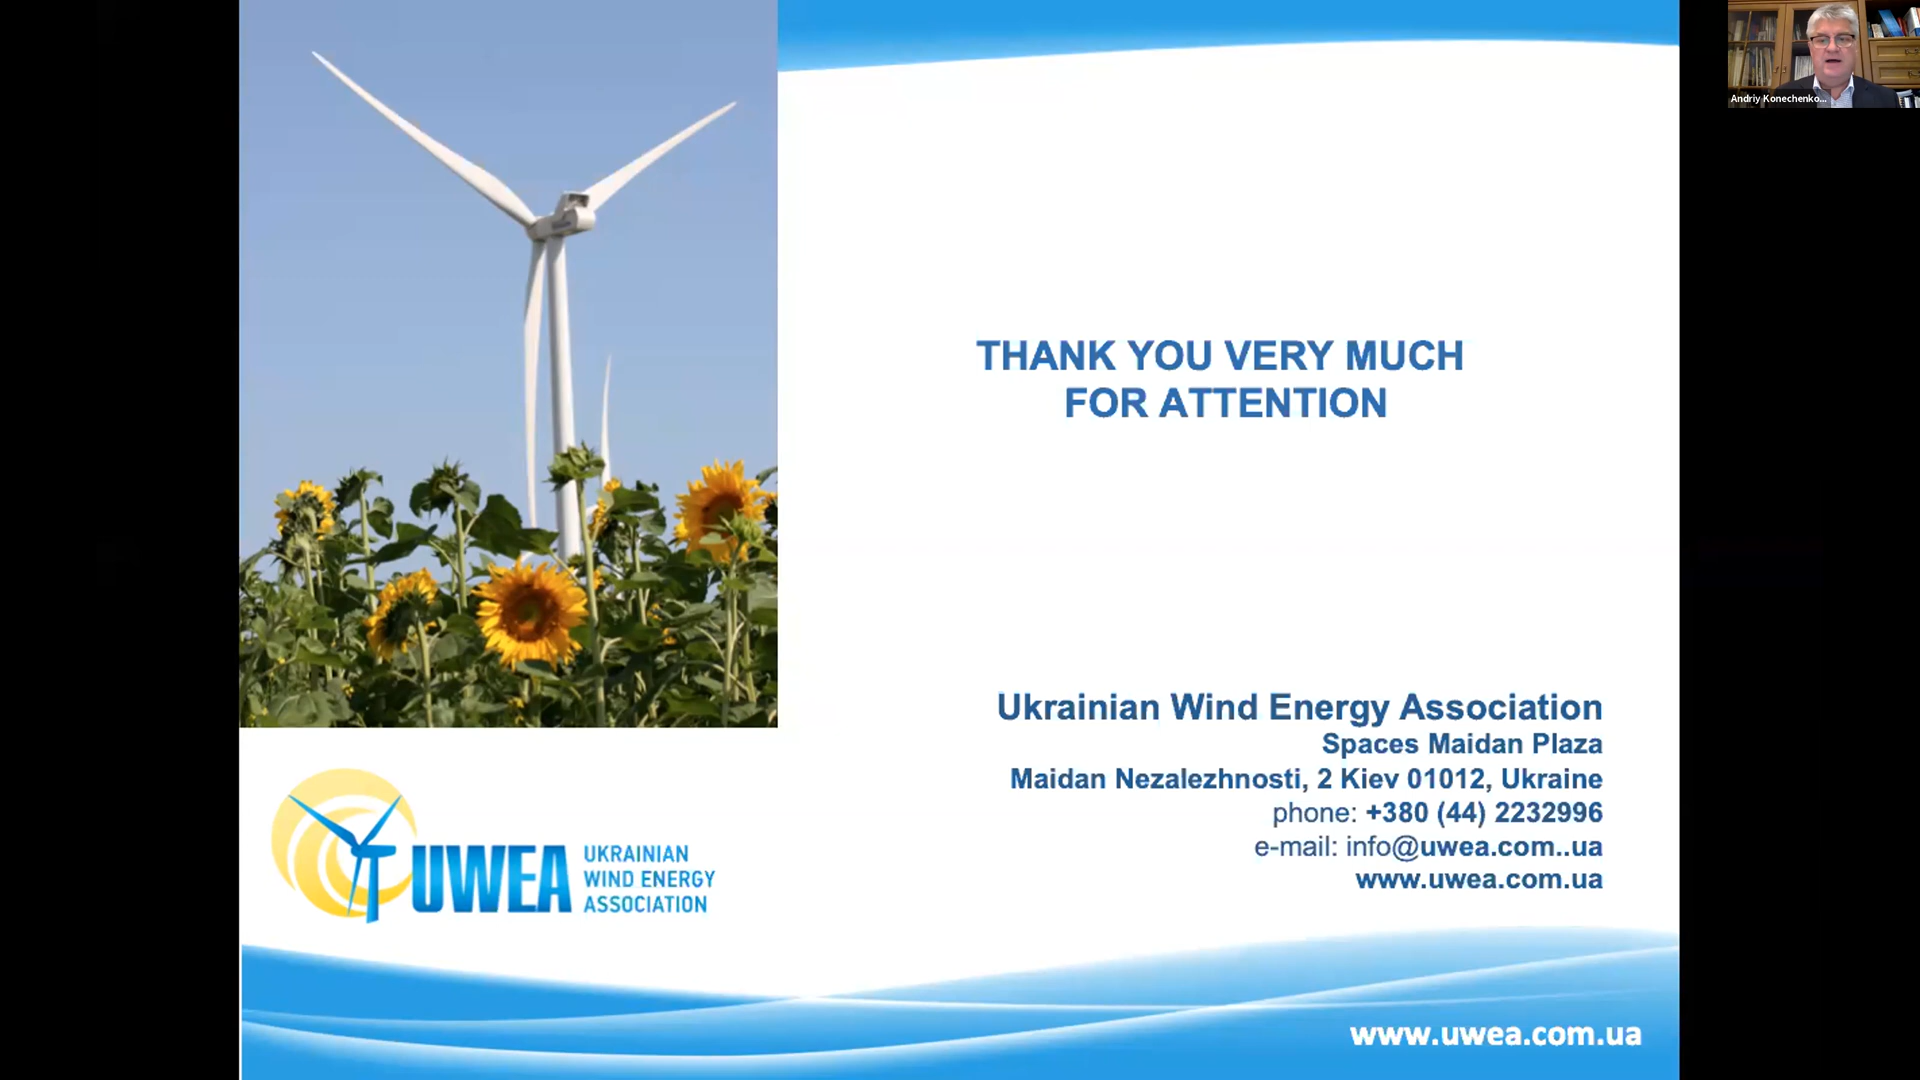 Andriy Konechenko...
THANK YOU VERY MUCH
FOR ATTENTION
Ukrainian Wind Energy Association
Spaces Maidan Plaza
Maidan Nezalezhnosti, 2 Kiev 01012, Ukraine
phone: +380 (44) 2232996
e-mail: info@uwea.com..ua
www.uwea.com.ua
UWEA
UKRAINIAN
WIND ENERGY
ASSOCIATION
www.uwea.com.ua